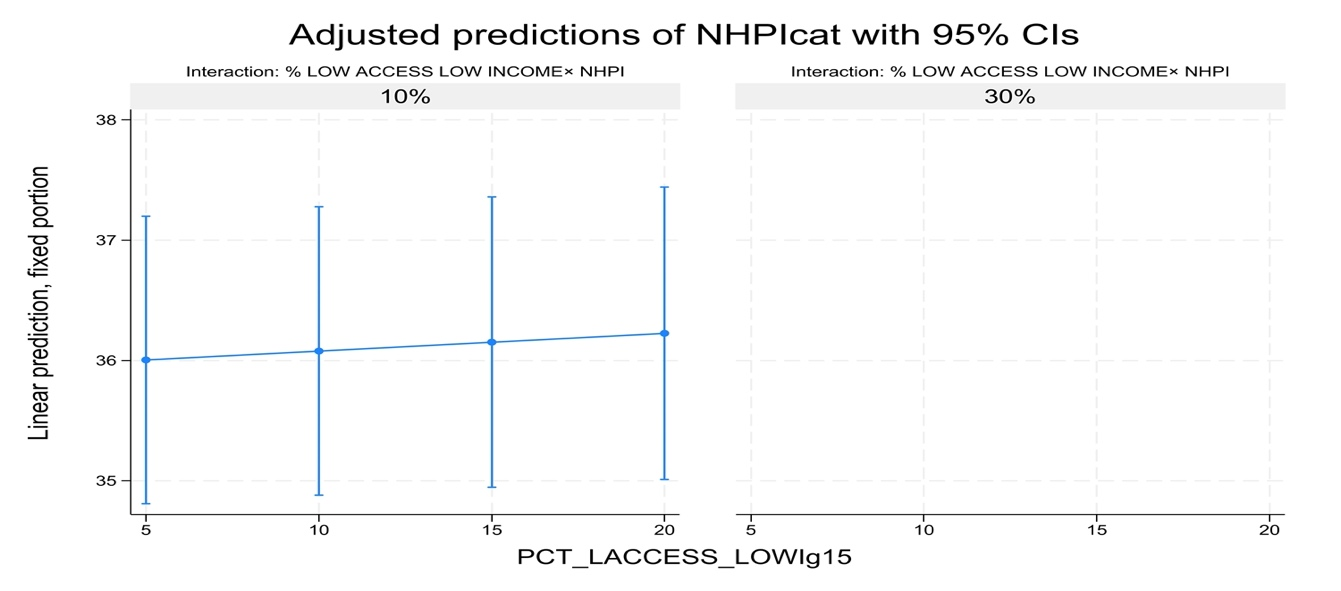 Adjusted predictions of NHPIcat with 95% CIs
Interaction: % LOW ACCESS LOW INCOME× NHPI
10%
Interaction: % LOW ACCESS LOW INCOME× NHPI
30%
Linear prediction, fixed portion
38
37
36
35
5 10 15 20
5 10 15 20
PCT_LACCESS_LOWIg15